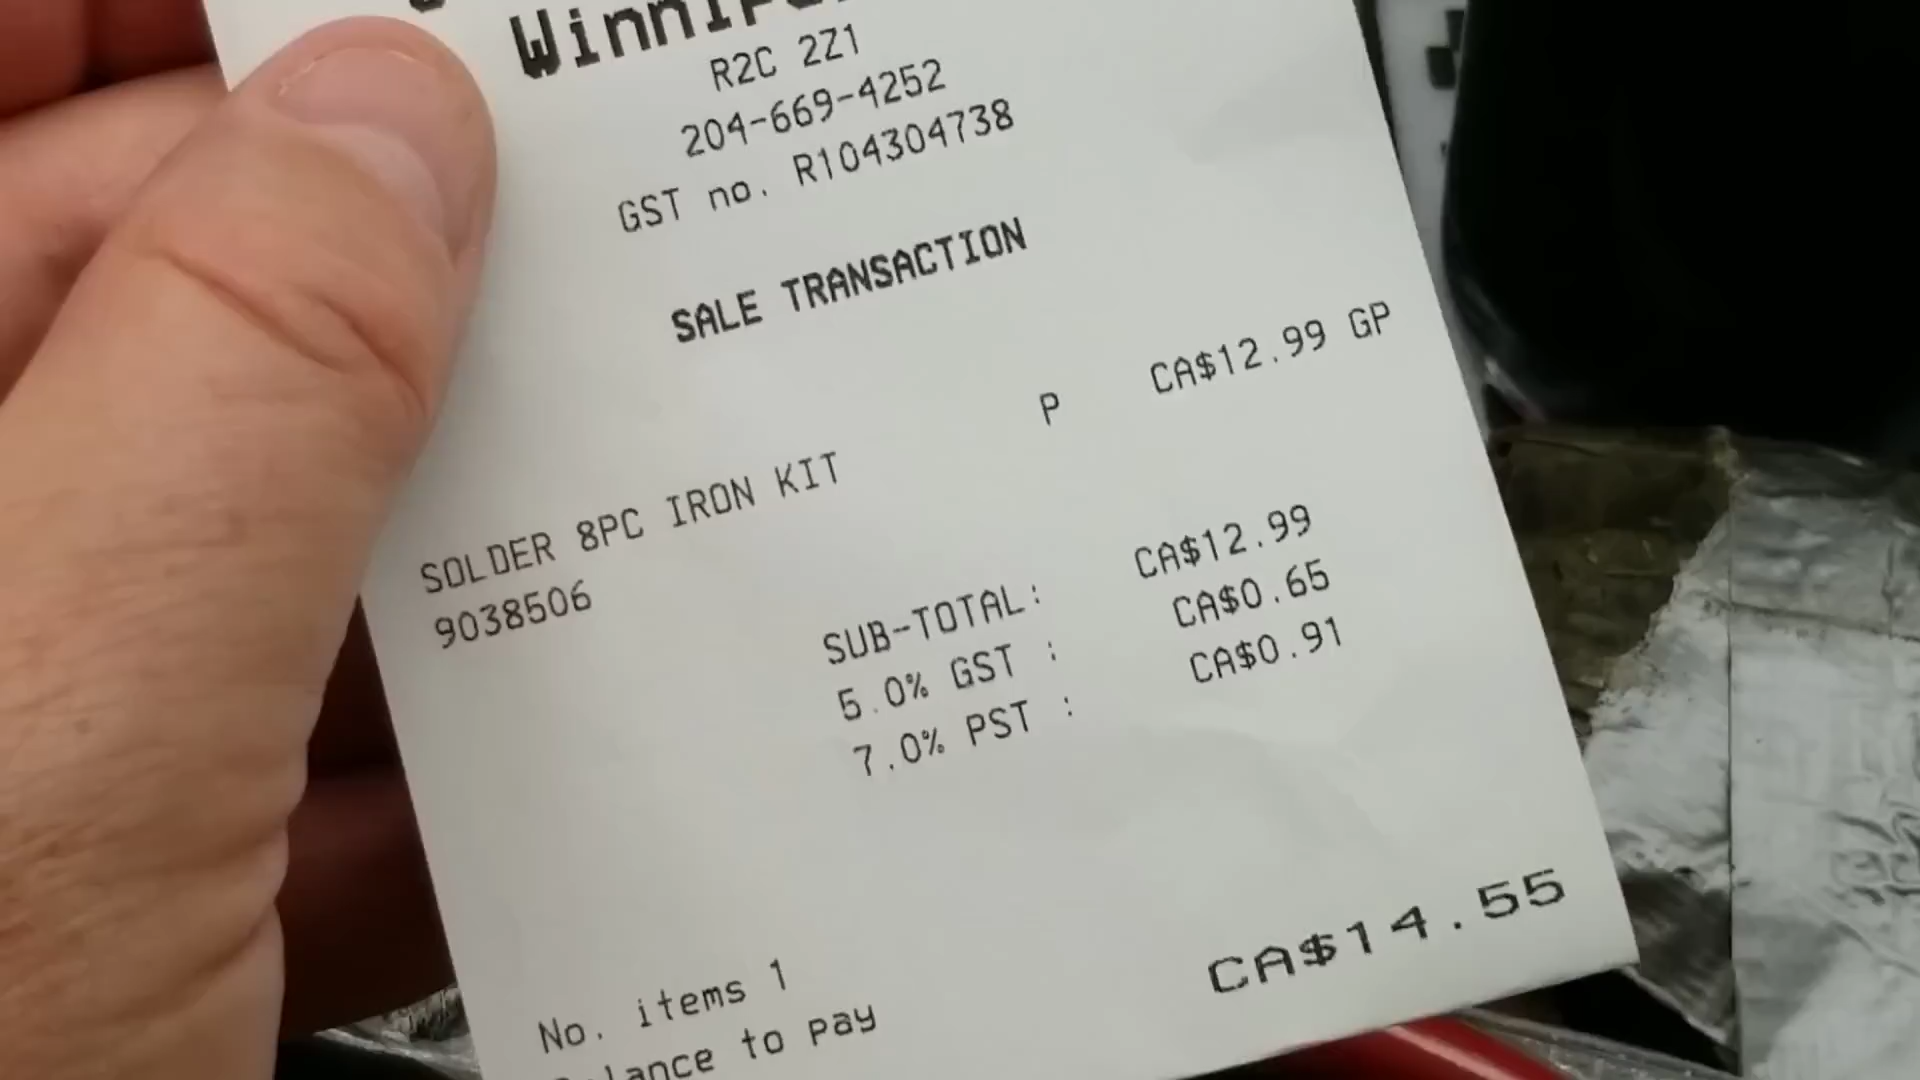 R2C 2Z1
204-669-4252
GST no. R104304738
SALE TRANSACTION
P CA$12.99 GP
SOLDER 8PC IRON KIT
9038506
SUB-TOTAL: CA$12.99
5.0% GST : CA$0.65
7.0% PST : CA$0.91
No. items 1 CA$14.55
to pay